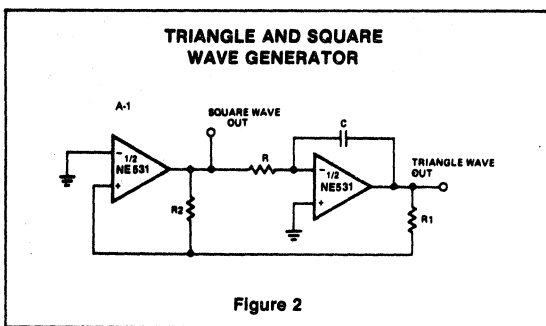 TRIANGLE AND SQUARE
WAVE GENERATOR
A-1
SQUARE WAVE
OUT
C
R
−
1/2
NE531
+
−
1/2
NE531
+
TRIANGLE WAVE
OUT
R2
R1
Figure 2